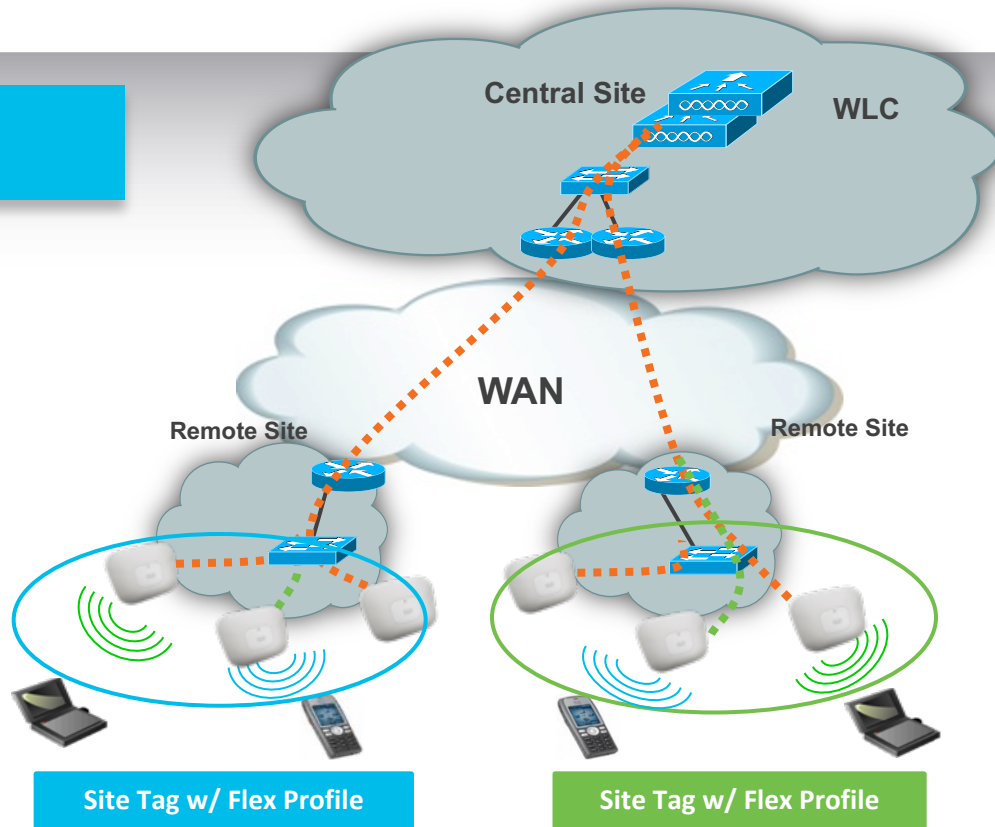 Central Site
WLC
WAN
Remote Site
Remote Site
Site Tag w/ Flex Profile
Site Tag w/ Flex Profile